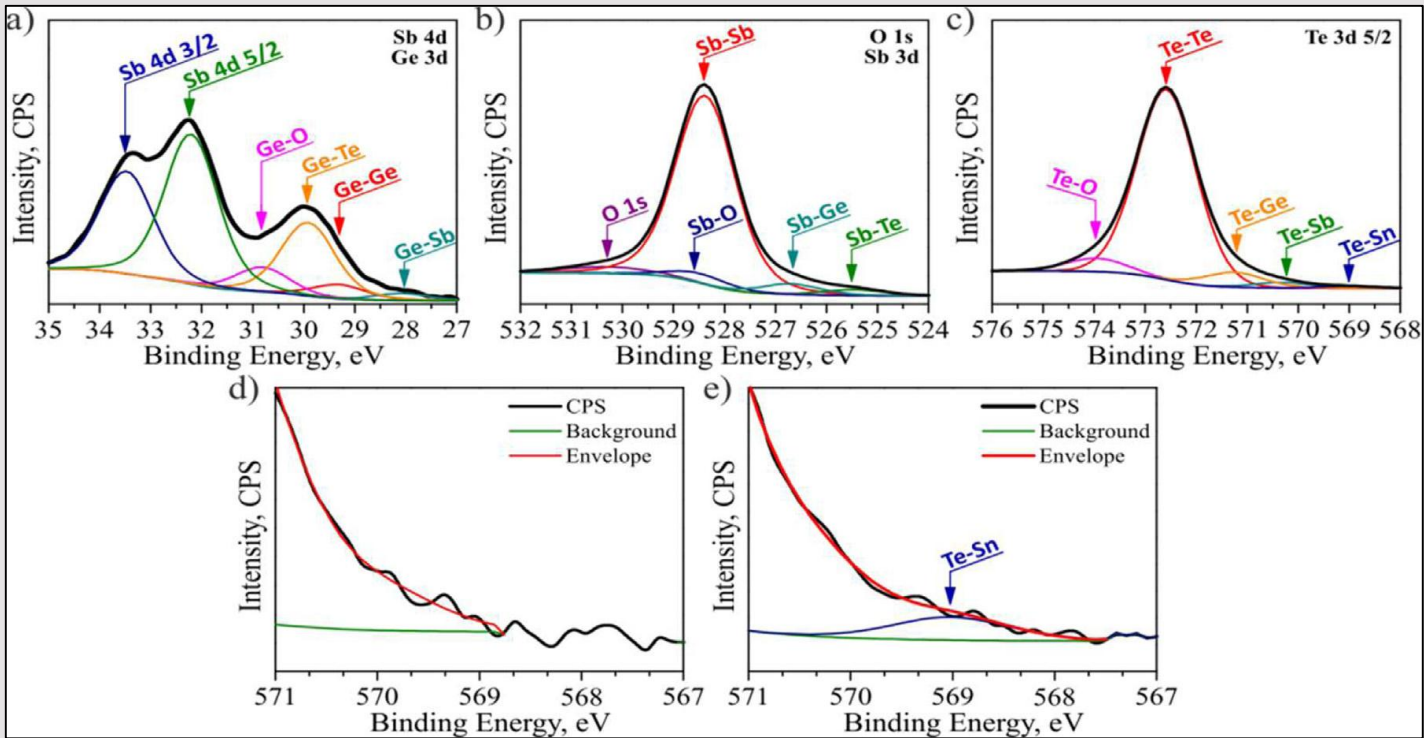 a)
Sb 4d
Ge 3d
Sb 4d 3/2
Sb 4d 5/2
Ge-O
Ge-Te
Ge-Ge
Ge-Sb
Intensity, CPS
35 34 33 32 31 30 29 28 27
Binding Energy, eV
b)
O 1s
Sb 3d
Sb-Sb
O 1s
Sb-O
Sb-Ge
Sb-Te
Intensity, CPS
532 531 530 529 528 527 526 525 524
Binding Energy, eV
c)
Te 3d 5/2
Te-Te
Te-O
Te-Ge
Te-Sb
Te-Sn
Intensity, CPS
576 575 574 573 572 571 570 569 568
Binding Energy, eV
d)
CPS
Background
Envelope
Intensity, CPS
571 570 569 568 567
Binding Energy, eV
e)
CPS
Background
Envelope
Te-Sn
Intensity, CPS
571 570 569 568 567
Binding Energy, eV